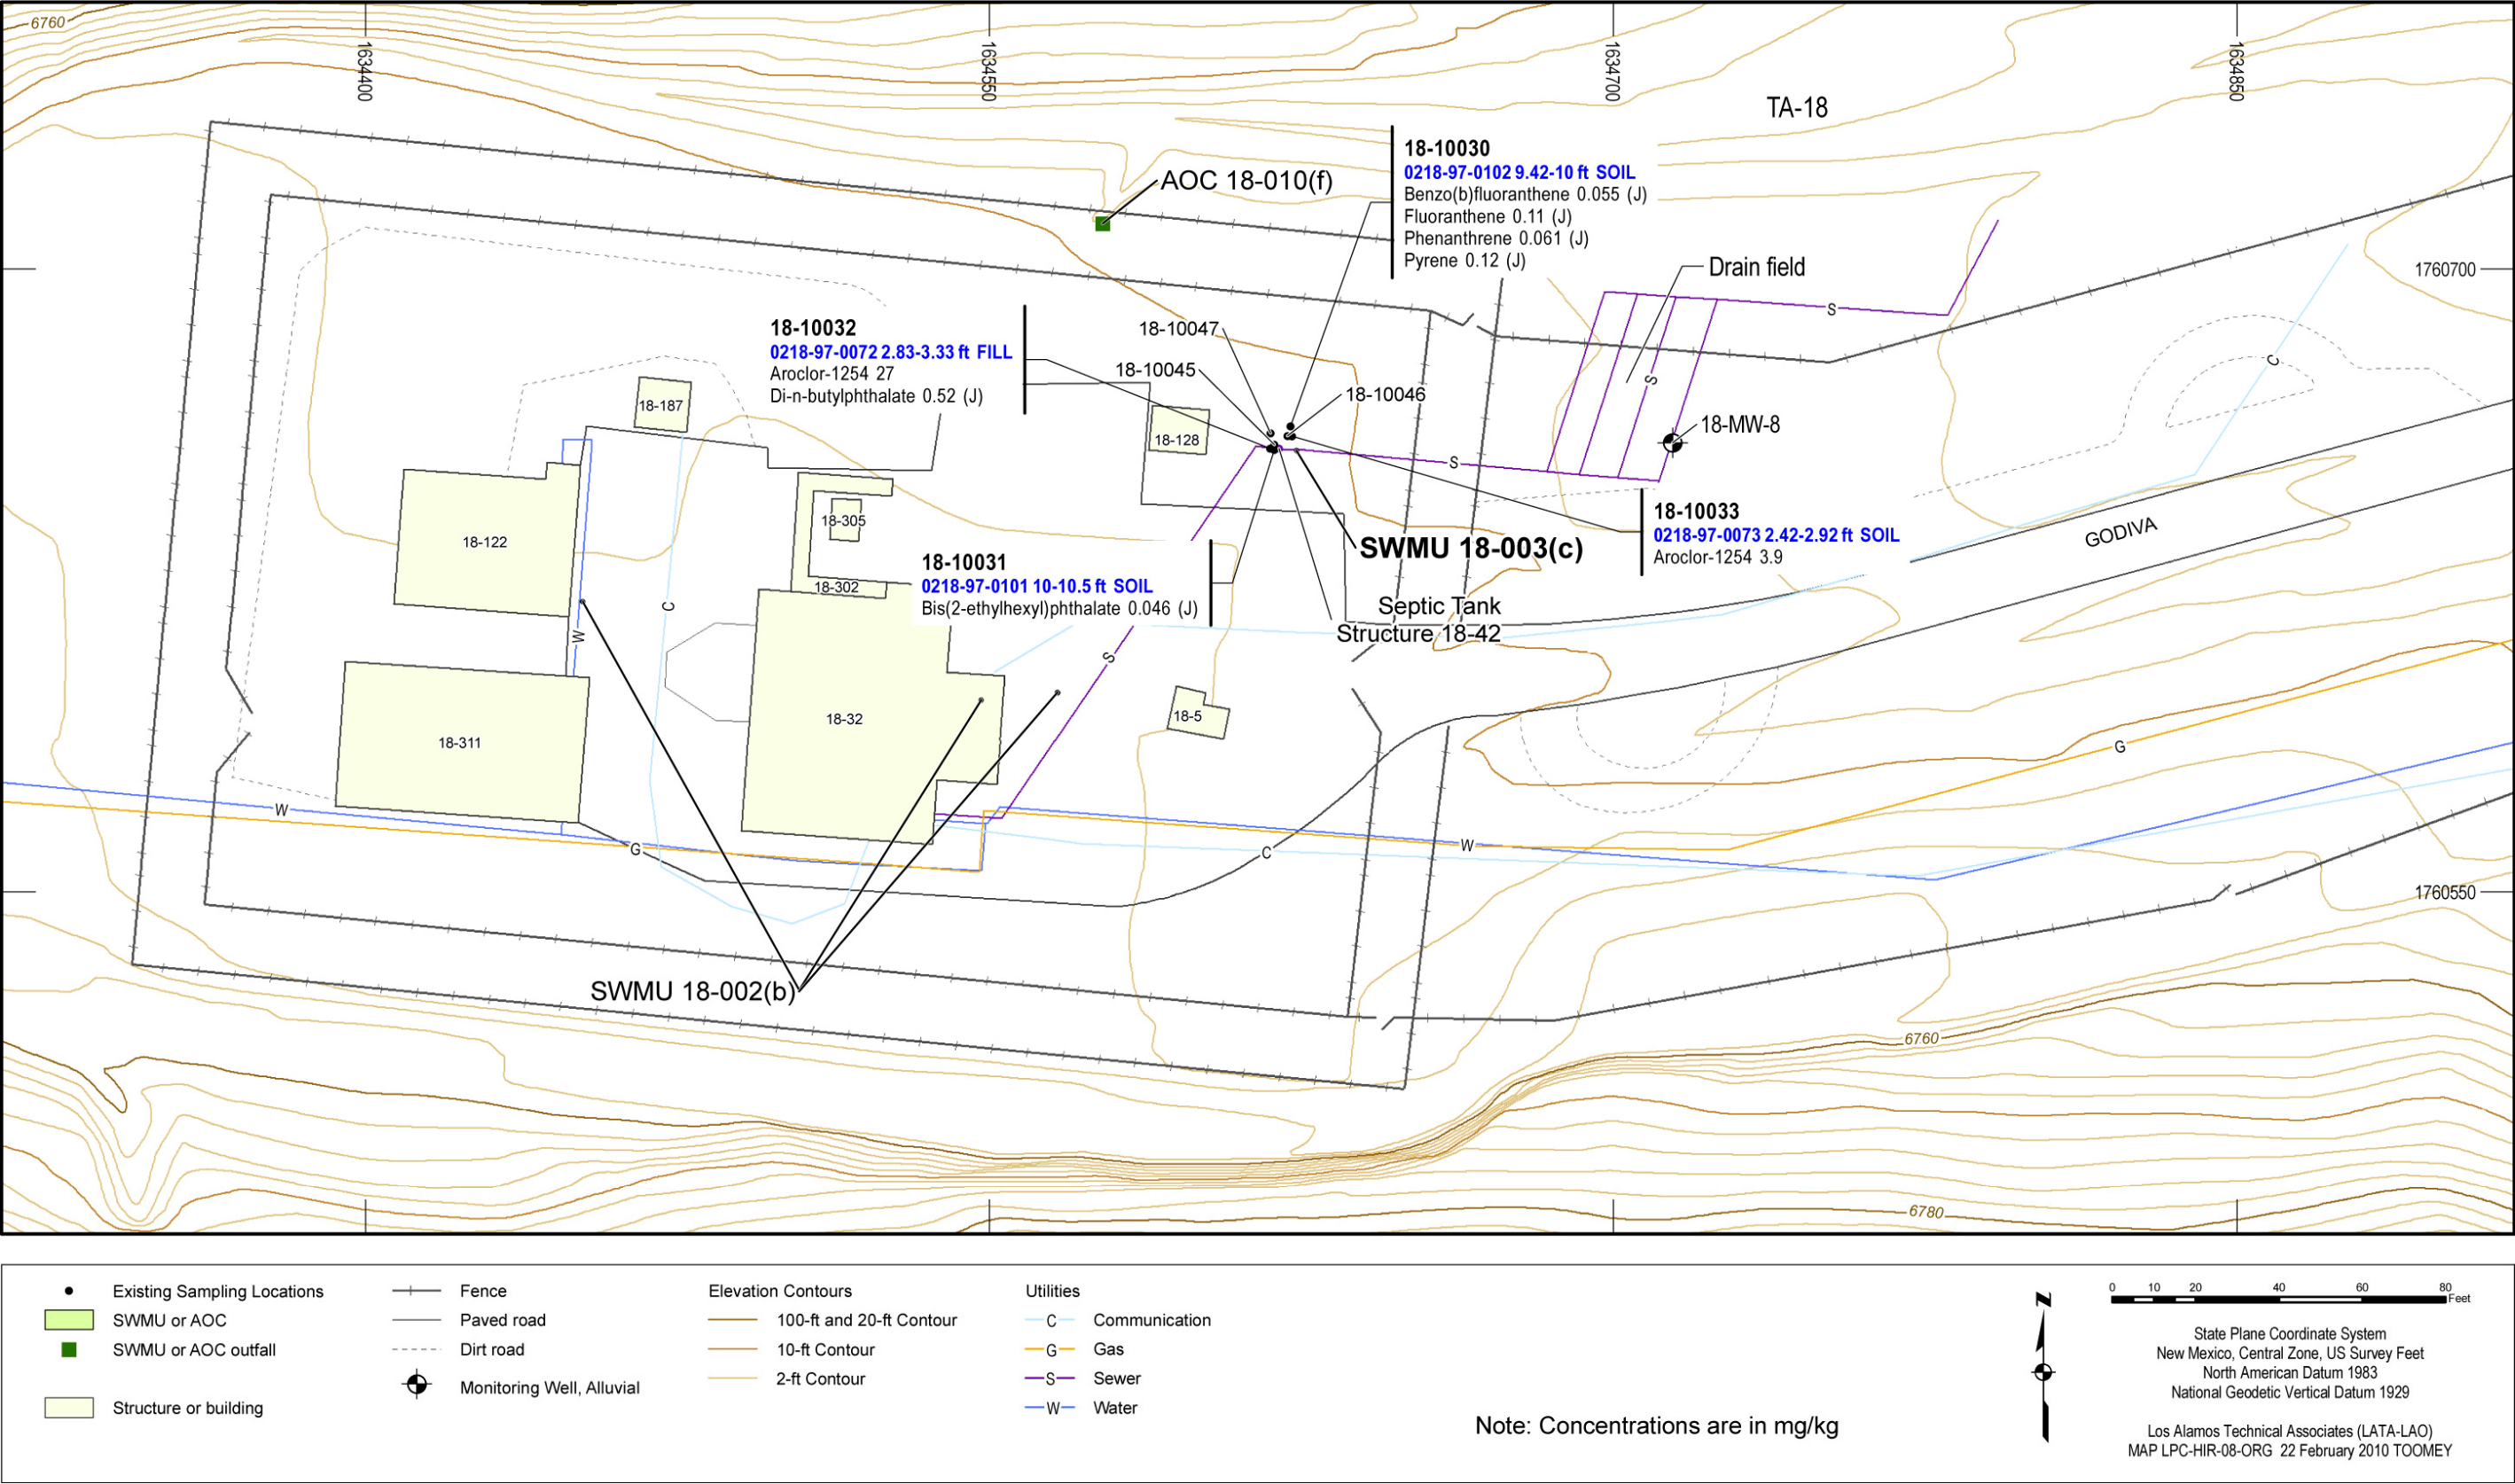 6760
1634400
1634550
1634700
1634850
TA-18
AOC 18-010(f)
18-10030
0218-97-0102 9.42-10 ft SOIL
Benzo(b)fluoranthene 0.055 (J)
Fluoranthene 0.11 (J)
Phenanthrene 0.061 (J)
Pyrene 0.12 (J)
Drain field
1760700
S
18-10032
0218-97-0072 2.83-3.33 ft FILL
Aroclor-1254 27
Di-n-butylphthalate 0.52 (J)
18-10047
18-10045
18-10046
C
S
18-187
18-128
18-MW-8
S
18-122
18-305
18-302
18-10033
0218-97-0073 2.42-2.92 ft SOIL
Aroclor-1254 3.9
GODIVA
SWMU 18-003(c)
18-10031
0218-97-0101 10-10.5 ft SOIL
Bis(2-ethylhexyl)phthalate 0.046 (J)
C
W
Septic Tank
Structure 18-42
S
18-311
18-32
18-5
G
W
G
C
W
1760550
SWMU 18-002(b)
6760
6780
Existing Sampling Locations
SWMU or AOC
SWMU or AOC outfall
Structure or building
Fence
Paved road
Dirt road
Monitoring Well, Alluvial
Elevation Contours
100-ft and 20-ft Contour
10-ft Contour
2-ft Contour
Utilities
C Communication
G Gas
S Sewer
W Water
Note: Concentrations are in mg/kg
N
0 10 20 40 60 80
Feet
State Plane Coordinate System
New Mexico, Central Zone, US Survey Feet
North American Datum 1983
National Geodetic Vertical Datum 1929
Los Alamos Technical Associates (LATA-LAO)
MAP LPC-HIR-08-ORG 22 February 2010 TOOMEY